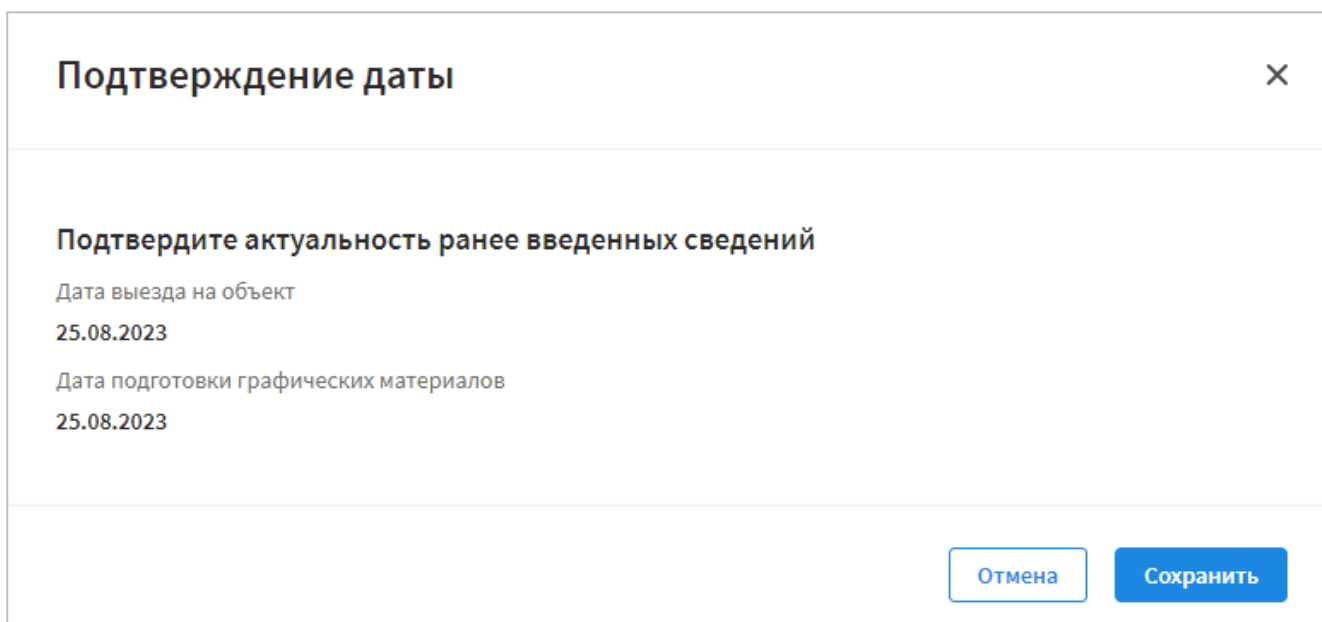 Подтверждение даты
Подтвердите актуальность ранее введенных сведений
Дата выезда на объект
25.08.2023
Дата подготовки графических материалов
25.08.2023
Отмена
Сохранить